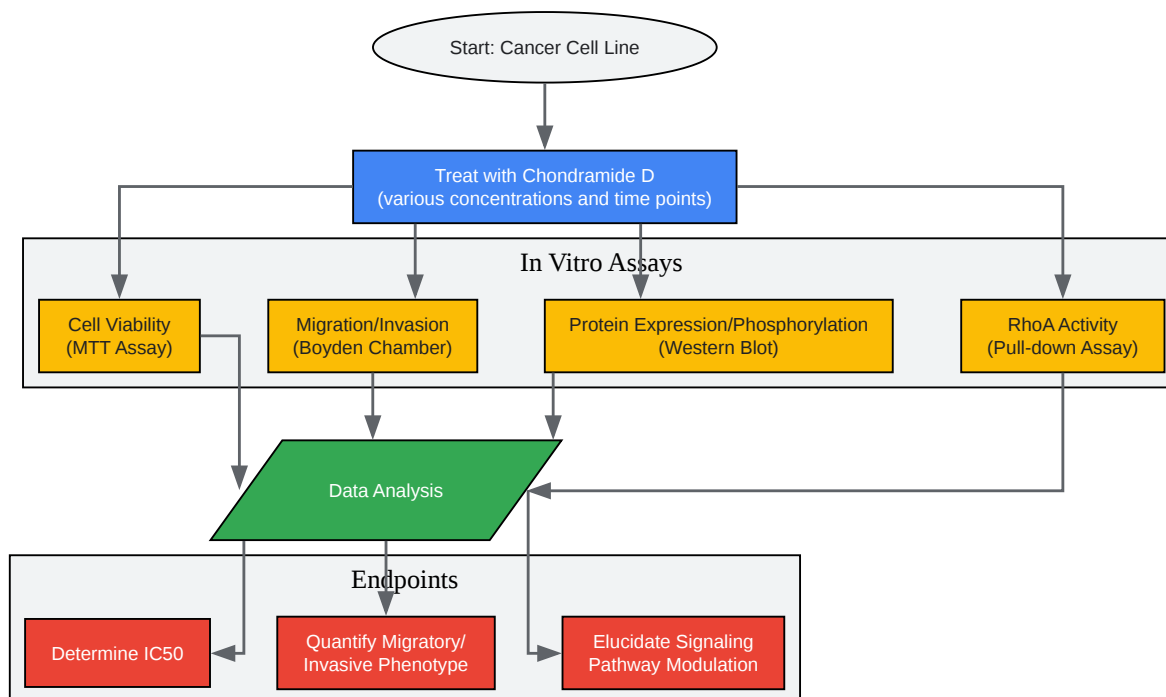 Start: Cancer Cell Line
Treat with Chondramide D
(various concentrations and time points)
In Vitro Assays
Cell Viability
(MTT Assay)
Migration/Invasion
(Boyden Chamber)
Protein Expression/Phosphorylation
(Western Blot)
RhoA Activity
(Pull-down Assay)
Data Analysis
Endpoints
Determine IC50
Quantify Migratory/
Invasive Phenotype
Elucidate Signaling
Pathway Modulation